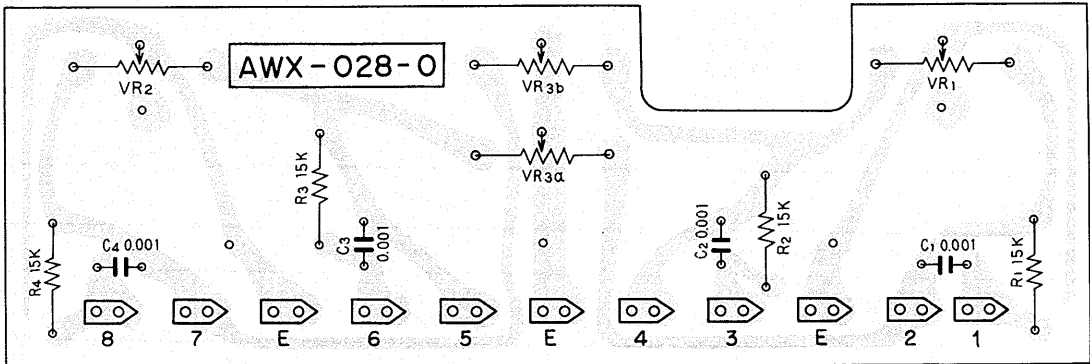 AWX-028-0
VR2
VR3b
VR1
VR3a
R3 15K
C3 0.001
C2 0.001
R2 15K
C4 0.001
R4 15K
C1 0.001
R1 15K
8 7 E 6 5 E 4 3 E 2 1